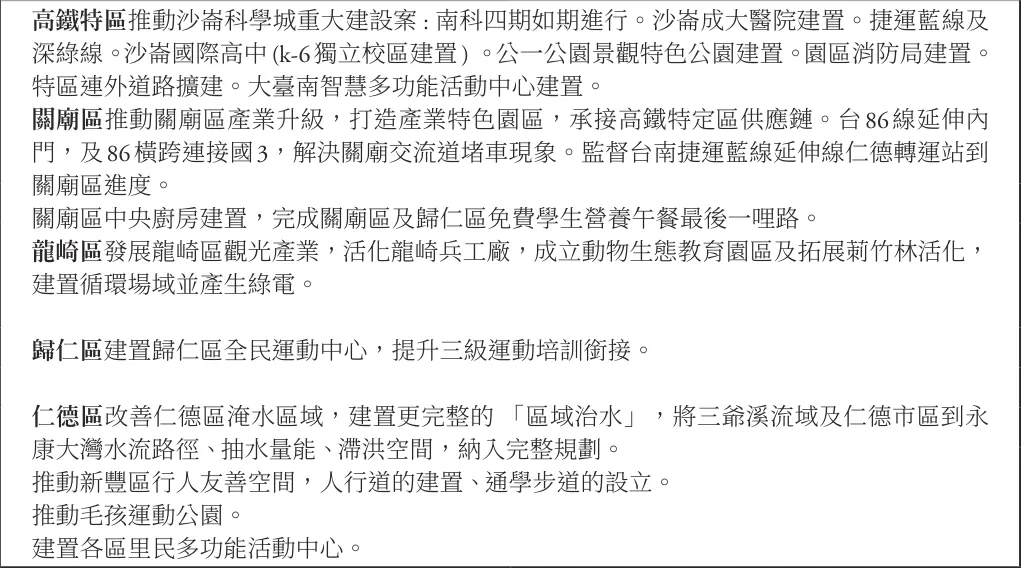 高鐵特區推動沙崙科學城重大建設案 : 南科四期如期進行。沙崙成大醫院建置。捷運藍線及
深綠線。沙崙國際高中 (k-6 獨立校區建置 ) 。公一公園景觀特色公園建置。園區消防局建置。
特區連外道路擴建。大臺南智慧多功能活動中心建置。
關廟區推動關廟區產業升級，打造產業特色園區，承接高鐵特定區供應鏈。台 86 線延伸內
門，及 86 橫跨連接國 3，解決關廟交流道堵車現象。監督台南捷運藍線延伸線仁德轉運站到
關廟區進度。
關廟區中央廚房建置，完成關廟區及歸仁區免費學生營養午餐最後一哩路。
龍崎區發展龍崎區觀光產業，活化龍崎兵工廠，成立動物生態教育園區及拓展莿竹林活化，
建置循環場域並產生綠電。
歸仁區建置歸仁區全民運動中心，提升三級運動培訓銜接。
仁德區改善仁德區淹水區域，建置更完整的 「區域治水」 ，將三爺溪流域及仁德市區到永
康大灣水流路徑、抽水量能、滯洪空間，納入完整規劃。
推動新豐區行人友善空間，人行道的建置、通學步道的設立。
推動毛孩運動公園。
建置各區里民多功能活動中心。